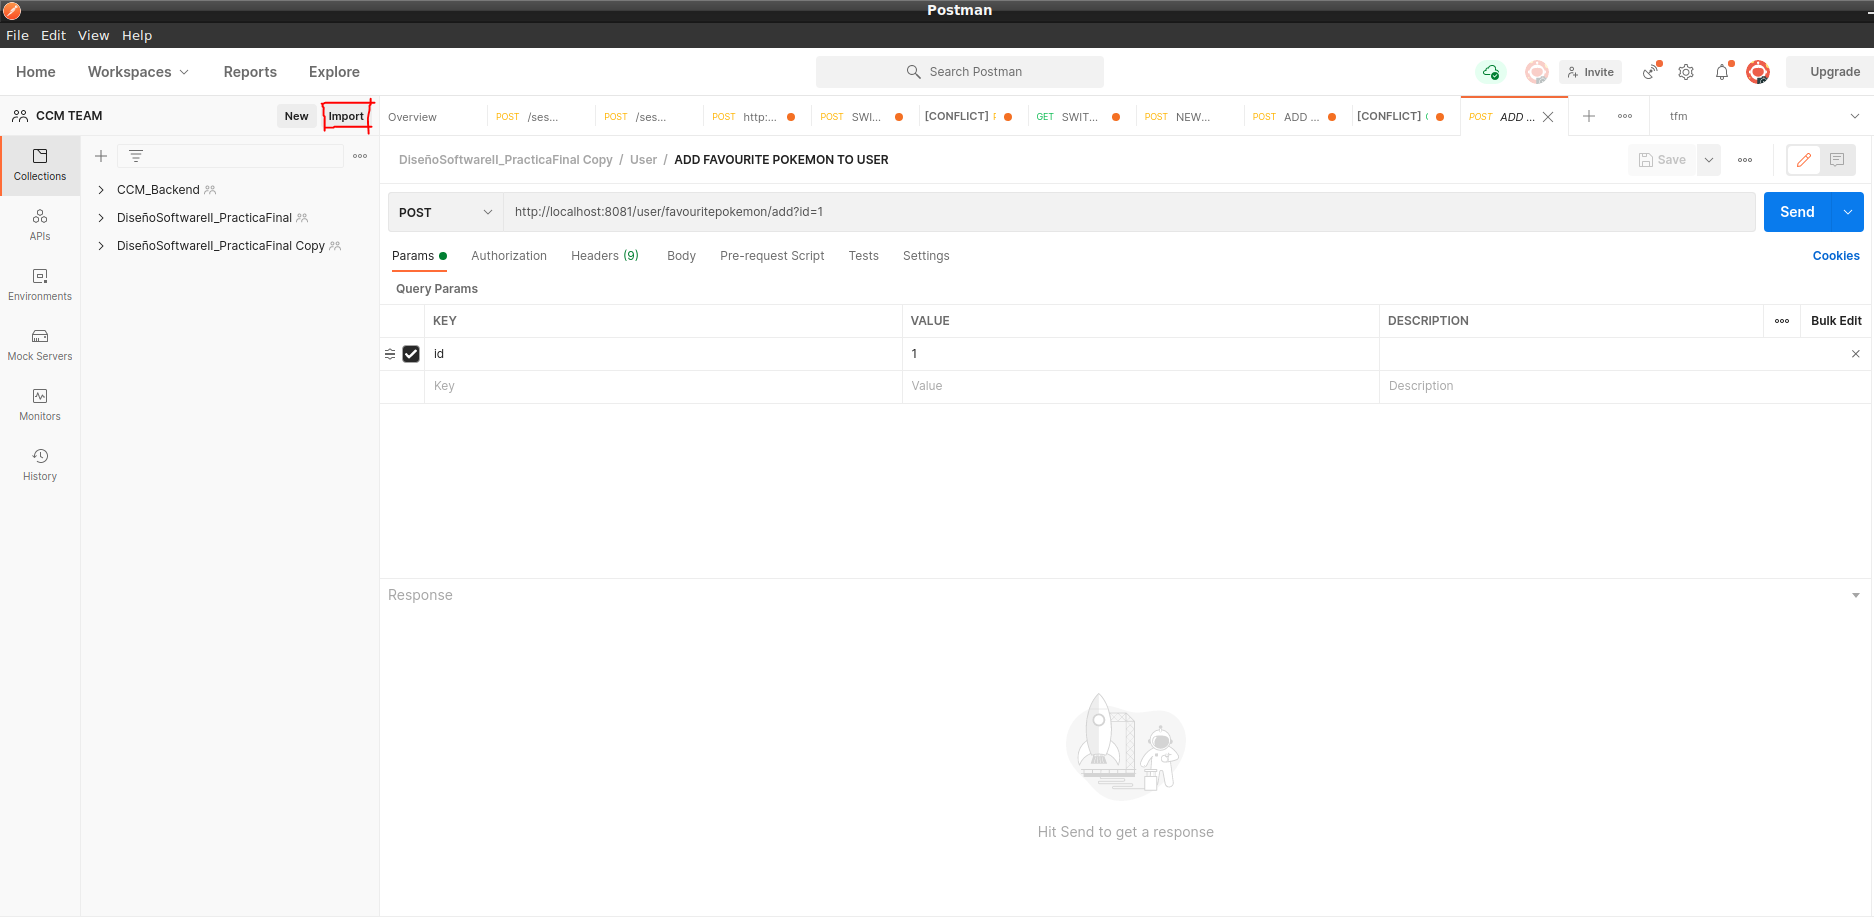 Postman
File Edit View Help
Home Workspaces Reports Explore Search Postman Invite Upgrade
CCM TEAM New Import
Overview POST /ses... POST /ses... POST http:... POST SWI... [CONFLICT] GET SWIT... POST NEW... POST ADD ... [CONFLICT] POST ADD ... tfm
Collections
APIs
Environments
Mock Servers
Monitors
History
CCM_Backend
DiseñoSoftwareII_PracticaFinal
DiseñoSoftwareII_PracticaFinal Copy
DiseñoSoftwareII_PracticaFinal Copy / User / ADD FAVOURITE POKEMON TO USER Save
POST http://localhost:8081/user/favouritepokemon/add?id=1 Send
Params Authorization Headers (9) Body Pre-request Script Tests Settings Cookies
Query Params
KEY VALUE DESCRIPTION Bulk Edit
id 1
Key Value Description
Response
Hit Send to get a response